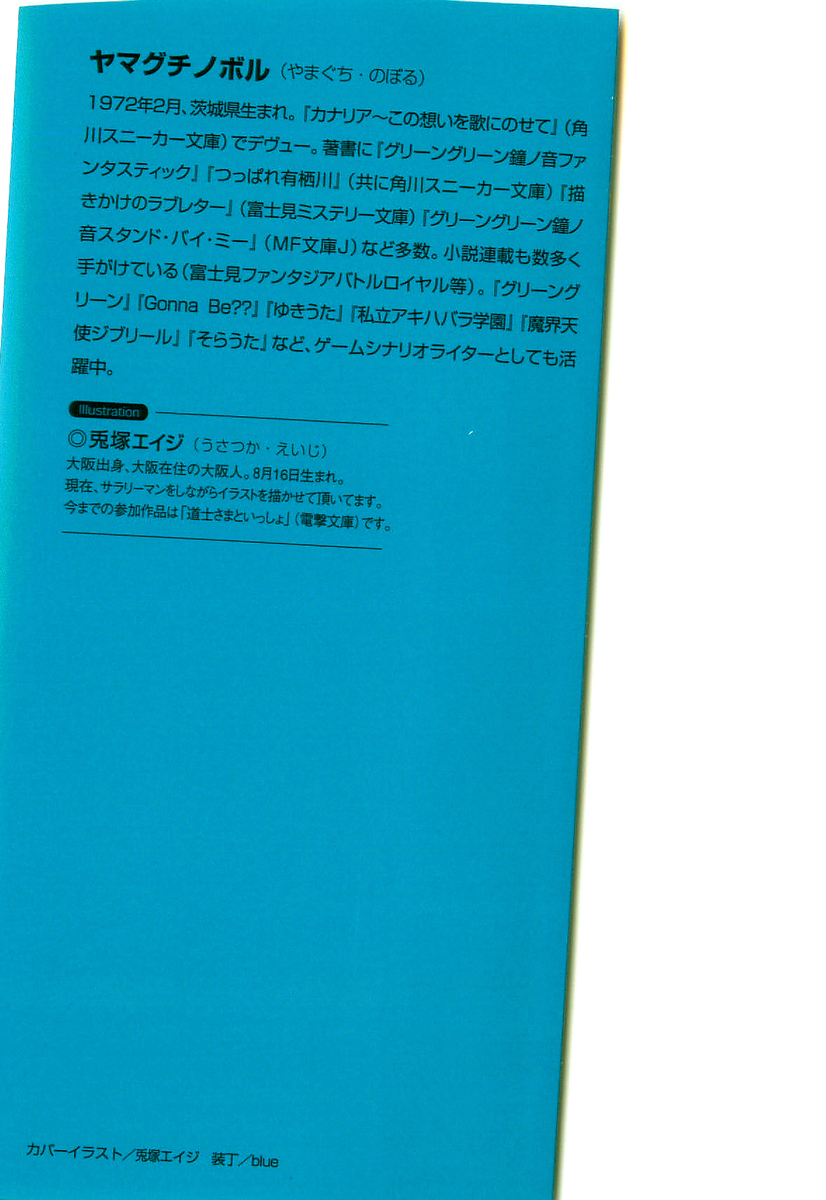 ヤマグチノボル（やまぐち・のぼる）
1972年2月、茨城県生まれ。『カナリア〜この想いを歌にのせて』（角
川スニーカー文庫）でデヴュー。著書に『グリーングリーン鐘ノ音ファ
ンタスティック』『つっぱれ有栖川』（共に角川スニーカー文庫）『描
きかけのラブレター』（富士見ミステリー文庫）『グリーングリーン鐘ノ
音スタンド・バイ・ミー』（MF文庫J）など多数。小説連載も数多く
手がけている（富士見ファンタジアバトルロイヤル等）。『グリーング
リーン』『Gonna Be??』『ゆきうた』『私立アキハバラ学園』『魔界天
使ジブリール』『そらうた』など、ゲームシナリオライターとしても活
躍中。
Illustration
◎兎塚エイジ（うさつか・えいじ）
大阪出身、大阪在住の大阪人。8月16日生まれ。
現在、サラリーマンをしながらイラストを描かせて頂いてます。
今までの参加作品は「道士さまといっしょ」（電撃文庫）です。
カバーイラスト／兎塚エイジ　装丁／blue